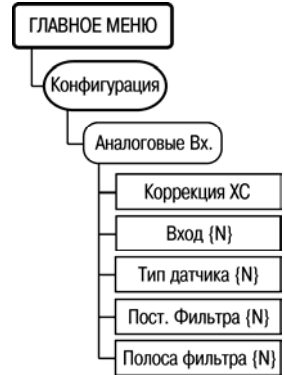 ГЛАВНОЕ МЕНЮ
Конфигурация
Аналоговые Вх.
Коррекция ХС
Вход {N}
Тип датчика {N}
Пост. Фильтра {N}
Полоса фильтра {N}